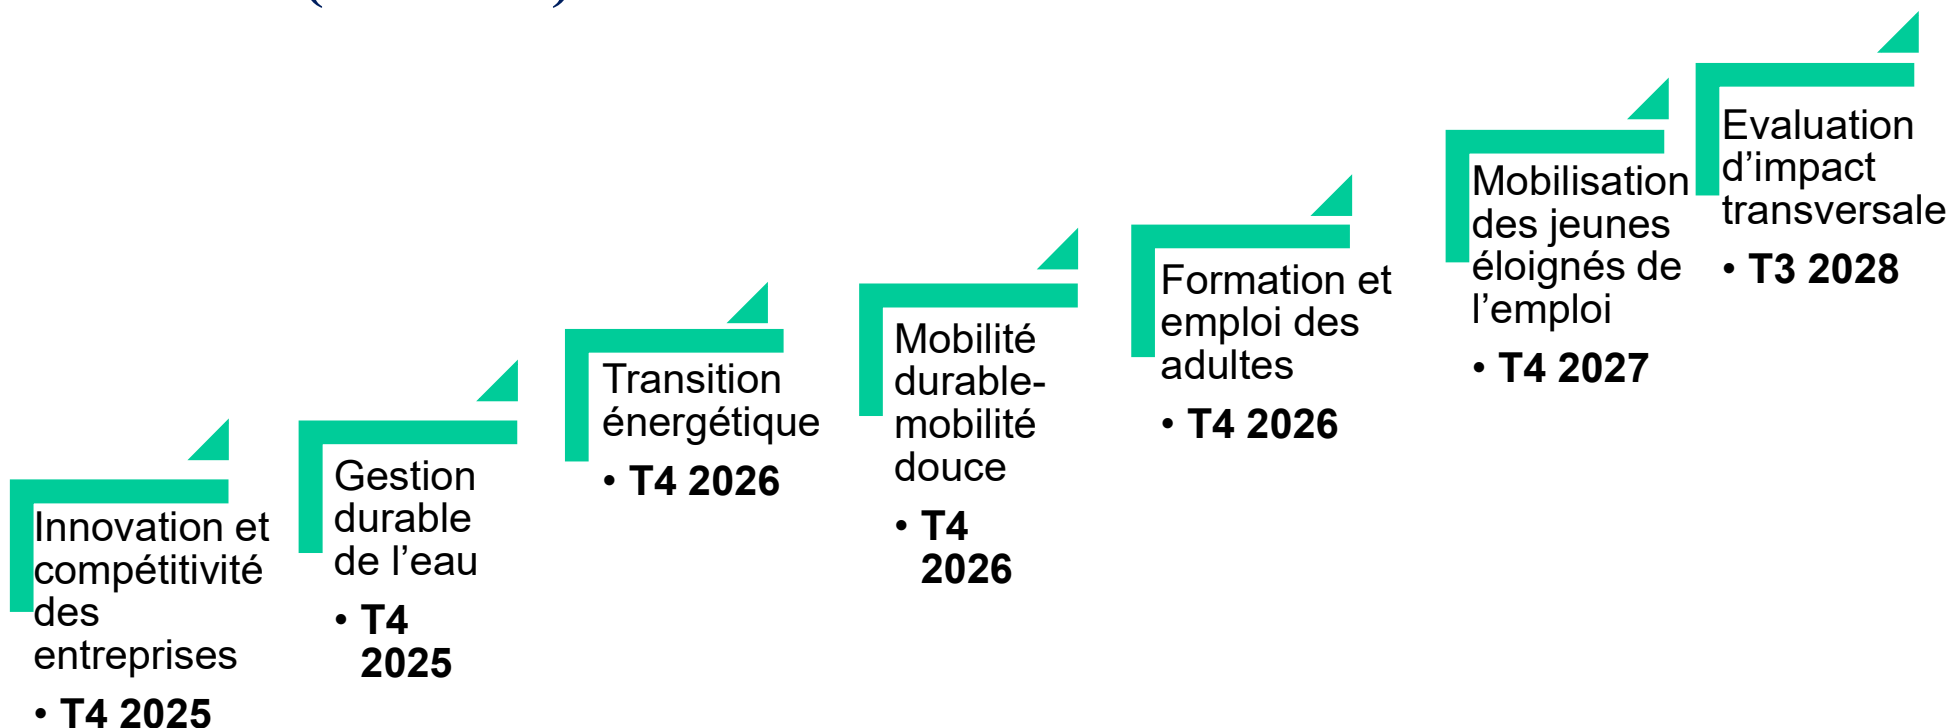 Innovation et
compétitivité
des
entreprises
• T4 2025
Gestion
durable
de l’eau
• T4
2025
Transition
énergétique
• T4 2026
Mobilité
durable-
mobilité
douce
• T4
2026
Formation et
emploi des
adultes
• T4 2026
Mobilisation
des jeunes
éloignés de
l’emploi
• T4 2027
Evaluation
d’impact
transversale
• T3 2028